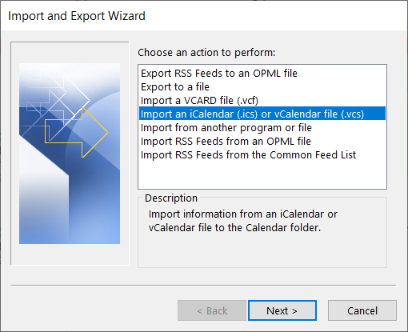 Import and Export Wizard
Choose an action to perform:
Export RSS Feeds to an OPML file
Export to a file
Import a VCARD file (.vcf)
Import an iCalendar (.ics) or vCalendar file (.vcs)
Import from another program or file
Import RSS Feeds from an OPML file
Import RSS Feeds from the Common Feed List
Description
Import information from an iCalendar or
vCalendar file to the Calendar folder.
< Back
Next >
Cancel